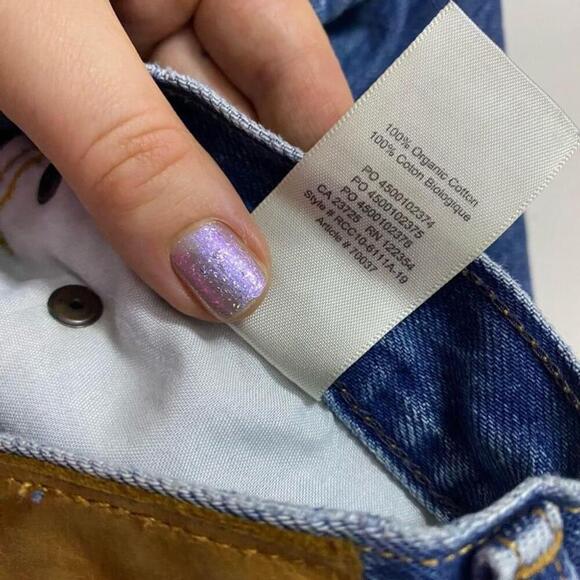 100% Organic Cotton
100% Coton Biologique
PO 4500102374
PO 4500102375
PO 4500102376
CA 23725 RN 122354
Style# RCC10-6111A-19
Article # 70037